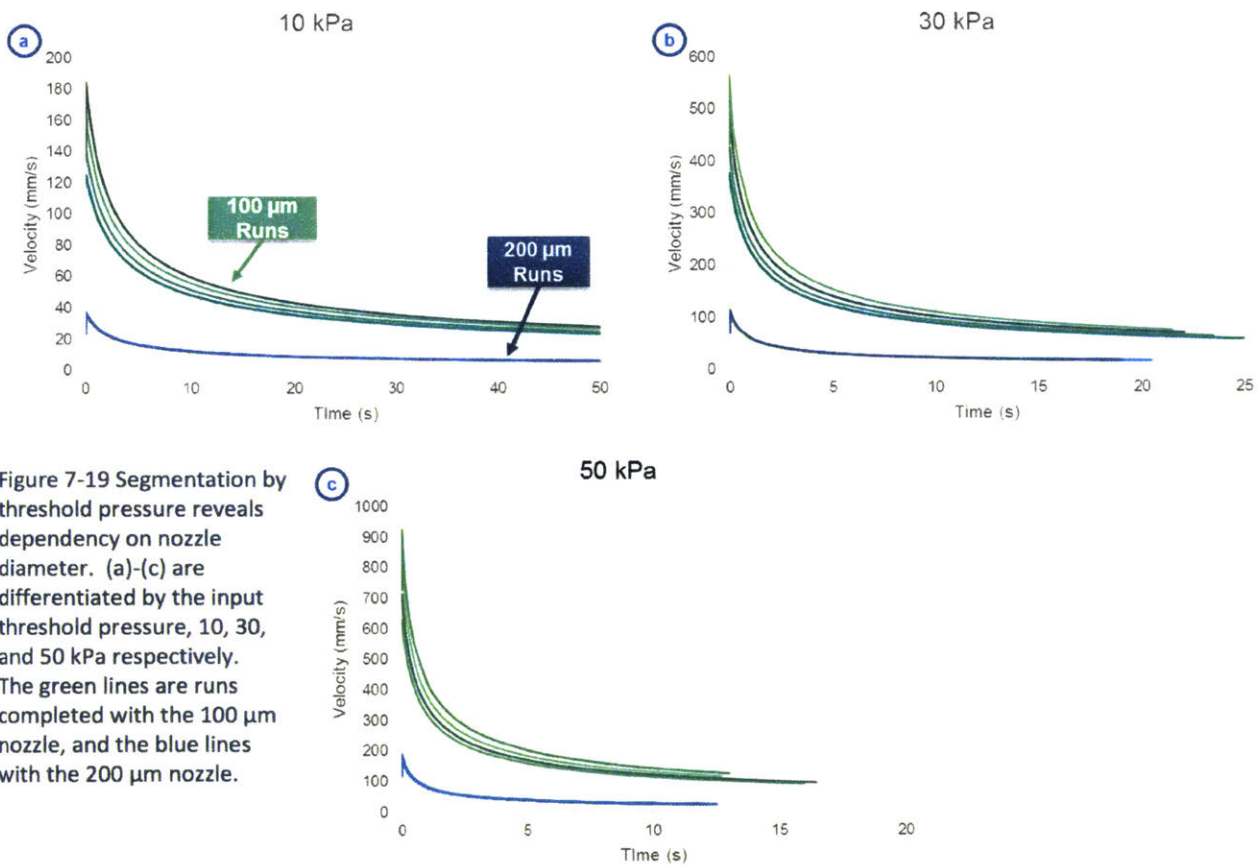 a
10 kPa
200
180
160
140
120
100
80
60
40
20
0
Velocity (mm/s)
100 µm
Runs
200 µm
Runs
0
10
20
30
40
50
TIme (s)
b
30 kPa
600
500
400
300
200
100
0
Velocity (mm/s)
0
5
10
15
20
25
Time (s)
Figure 7-19 Segmentation by
threshold pressure reveals
dependency on nozzle
diameter. (a)-(c) are
differentiated by the input
threshold pressure, 10, 30,
and 50 kPa respectively.
The green lines are runs
completed with the 100 µm
nozzle, and the blue lines
with the 200 µm nozzle.
c
50 kPa
1000
900
800
700
600
500
400
300
200
100
0
Velocity (mm/s)
0
5
10
15
20
TIme (s)